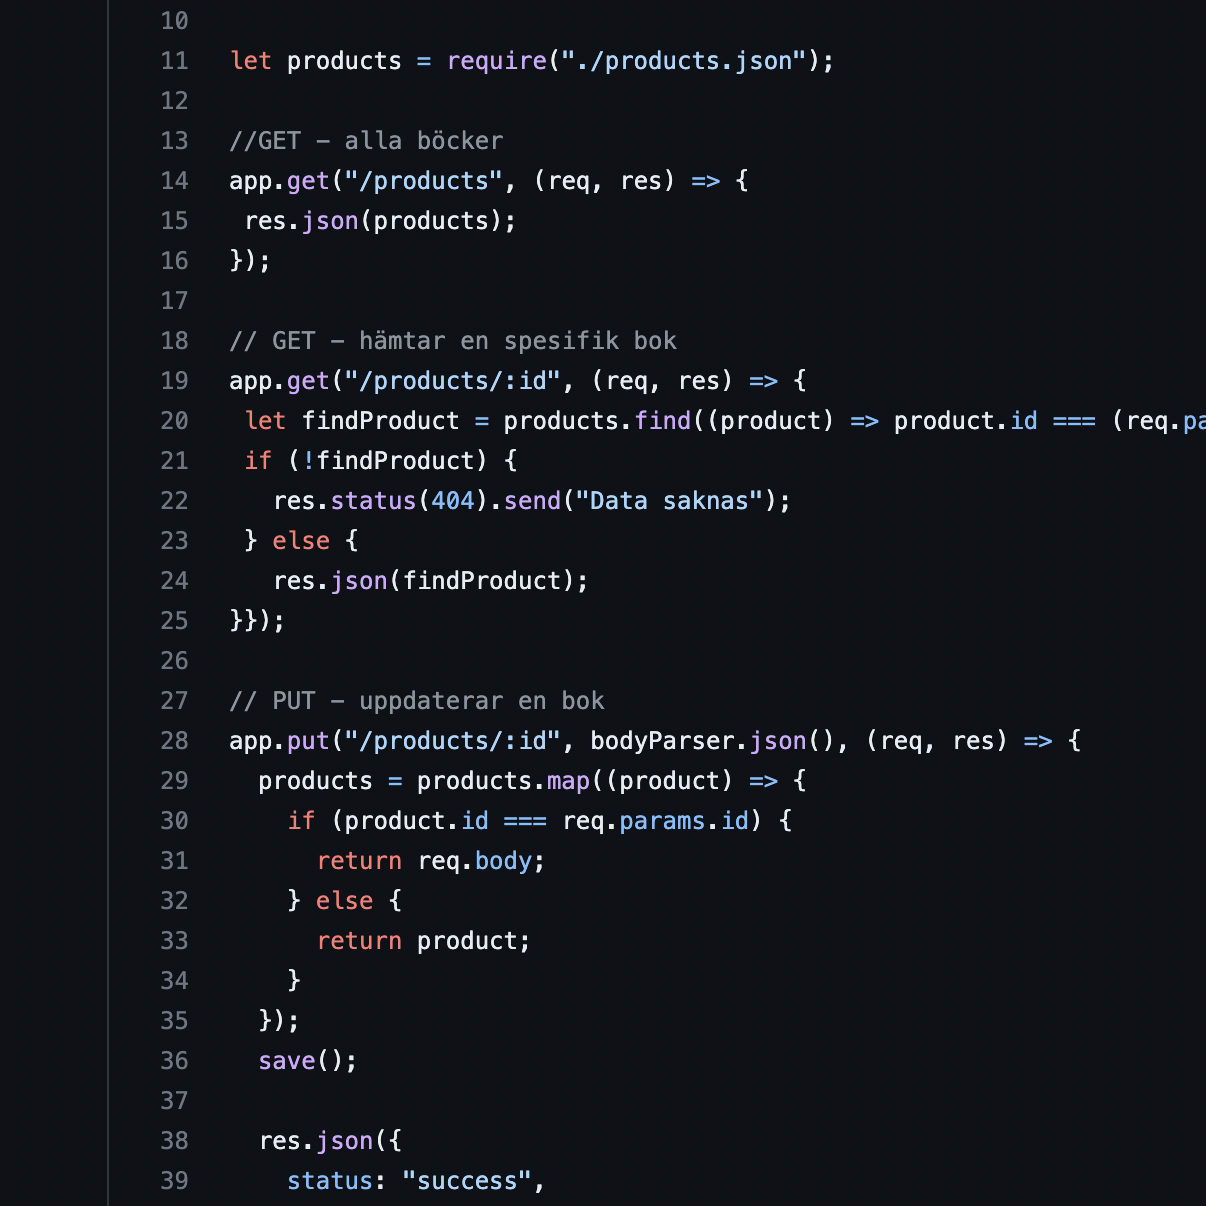 10
11 let products = require("./products.json");
12
13 //GET – alla böcker
14 app.get("/products", (req, res) => {
15  res.json(products);
16 });
17
18 // GET – hämtar en spesifik bok
19 app.get("/products/:id", (req, res) => {
20  let findProduct = products.find((product) => product.id === (req.pa
21  if (!findProduct) {
22    res.status(404).send("Data saknas");
23  } else {
24    res.json(findProduct);
25 }});
26
27 // PUT – uppdaterar en bok
28 app.put("/products/:id", bodyParser.json(), (req, res) => {
29   products = products.map((product) => {
30     if (product.id === req.params.id) {
31       return req.body;
32     } else {
33       return product;
34     }
35   });
36   save();
37
38   res.json({
39     status: "success",